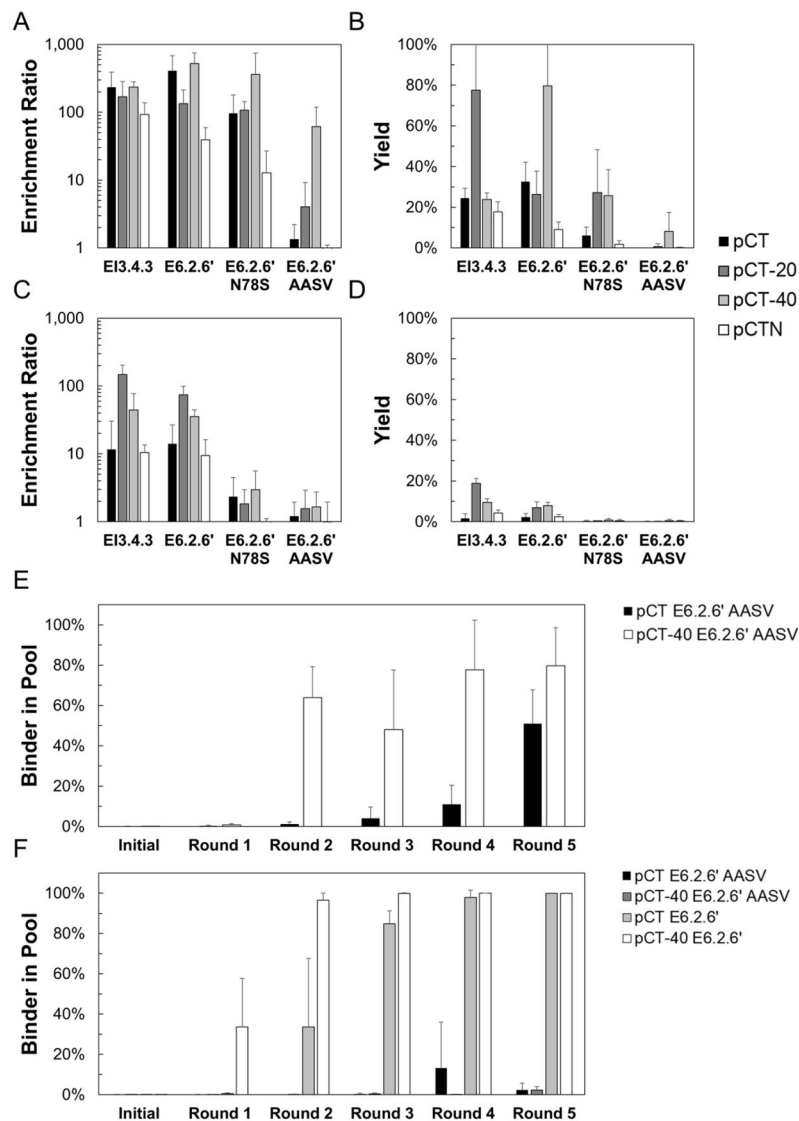 A
Enrichment Ratio
1,000
100
10
1
EI3.4.3 E6.2.6' E6.2.6' N78S E6.2.6' AASV
B
Yield
100%
80%
60%
40%
20%
0%
EI3.4.3 E6.2.6' E6.2.6' N78S E6.2.6' AASV
pCT
pCT-20
pCT-40
pCTN
C
Enrichment Ratio
1,000
100
10
1
EI3.4.3 E6.2.6' E6.2.6' N78S E6.2.6' AASV
D
Yield
100%
80%
60%
40%
20%
0%
EI3.4.3 E6.2.6' E6.2.6' N78S E6.2.6' AASV
E
Binder in Pool
100%
80%
60%
40%
20%
0%
Initial Round 1 Round 2 Round 3 Round 4 Round 5
pCT E6.2.6' AASV
pCT-40 E6.2.6' AASV
F
Binder in Pool
100%
80%
60%
40%
20%
0%
Initial Round 1 Round 2 Round 3 Round 4 Round 5
pCT E6.2.6' AASV
pCT-40 E6.2.6' AASV
pCT E6.2.6'
pCT-40 E6.2.6'